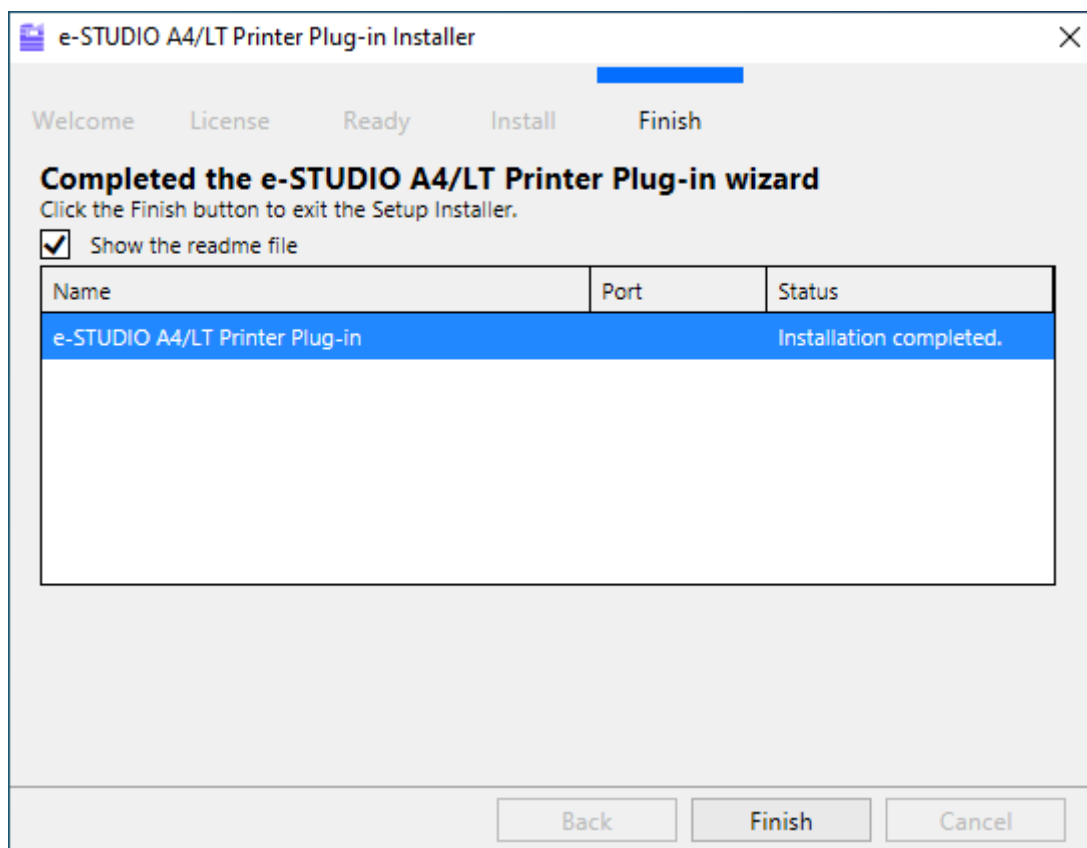 e-STUDIO A4/LT Printer Plug-in Installer
Welcome License Ready Install Finish
Completed the e-STUDIO A4/LT Printer Plug-in wizard
Click the Finish button to exit the Setup Installer.
Show the readme file
Name Port Status
e-STUDIO A4/LT Printer Plug-in Installation completed.
Back Finish Cancel